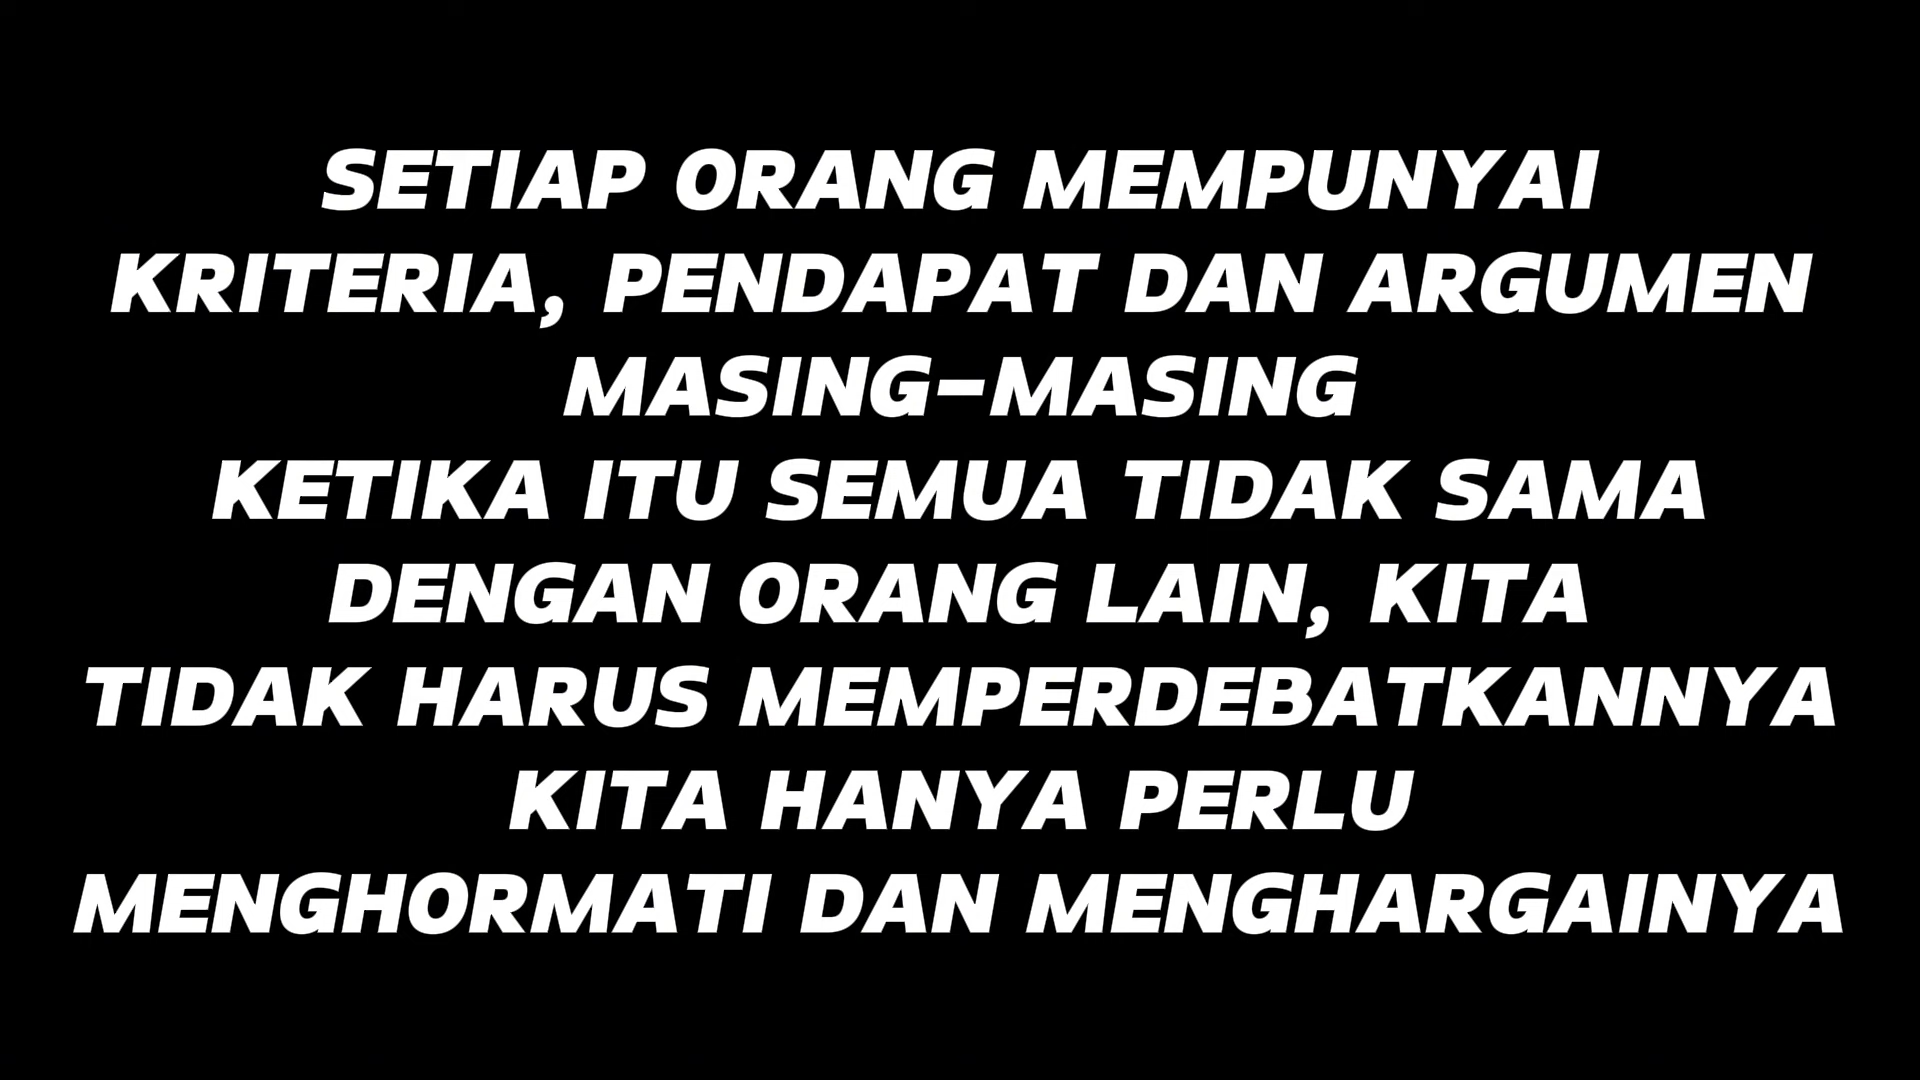 SETIAP ORANG MEMPUNYAI
KRITERIA, PENDAPAT DAN ARGUMEN
MASING-MASING
KETIKA ITU SEMUA TIDAK SAMA
DENGAN ORANG LAIN, KITA
TIDAK HARUS MEMPERDEBATKANNYA
KITA HANYA PERLU
MENGHORMATI DAN MENGHARGAINYA